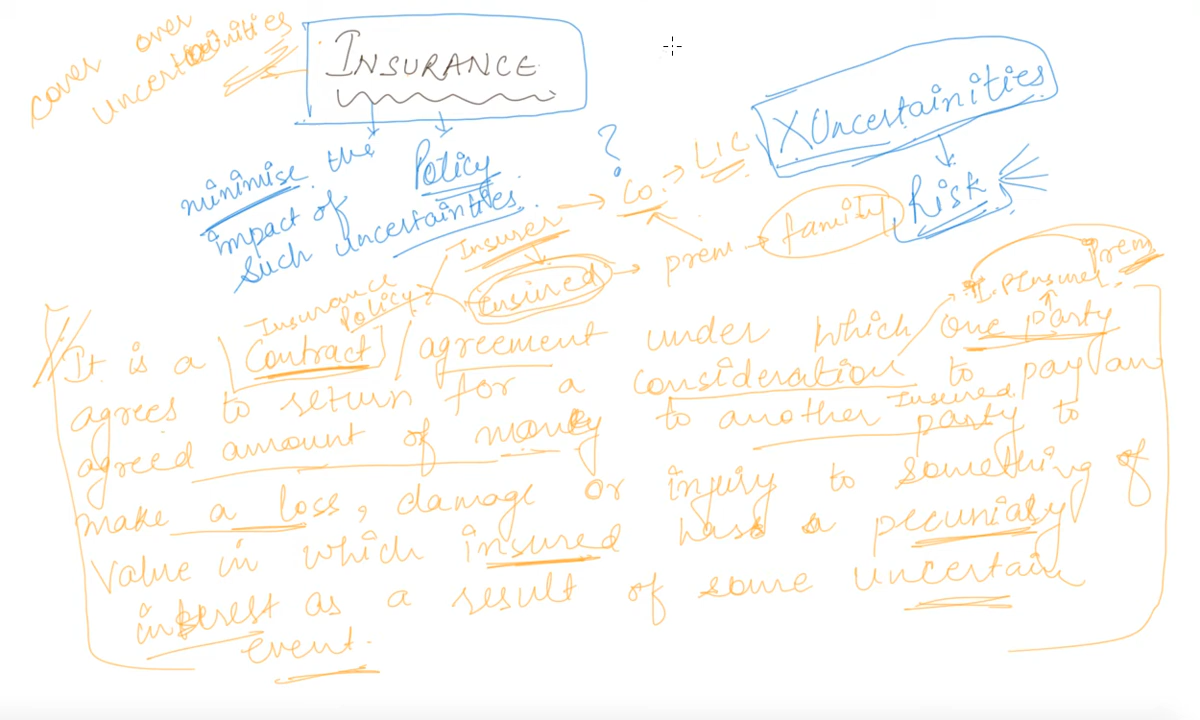 cover over
uncertainities
INSURANCE
X Uncertainities
Risk
minimise the
impact of
such uncertainties.
Policy
?
Insurer → Co. → LIC
Insurance
Policy
insured → prem → family
I.P Insurer
Prem
It is a Contract / agreement under which one party
agrees to return for a consideration to pay an
agreed amount of money to another party to
Insured
make a loss, damage or injury to something of
value in which insured has a pecuniary
interest as a result of some uncertain
event.